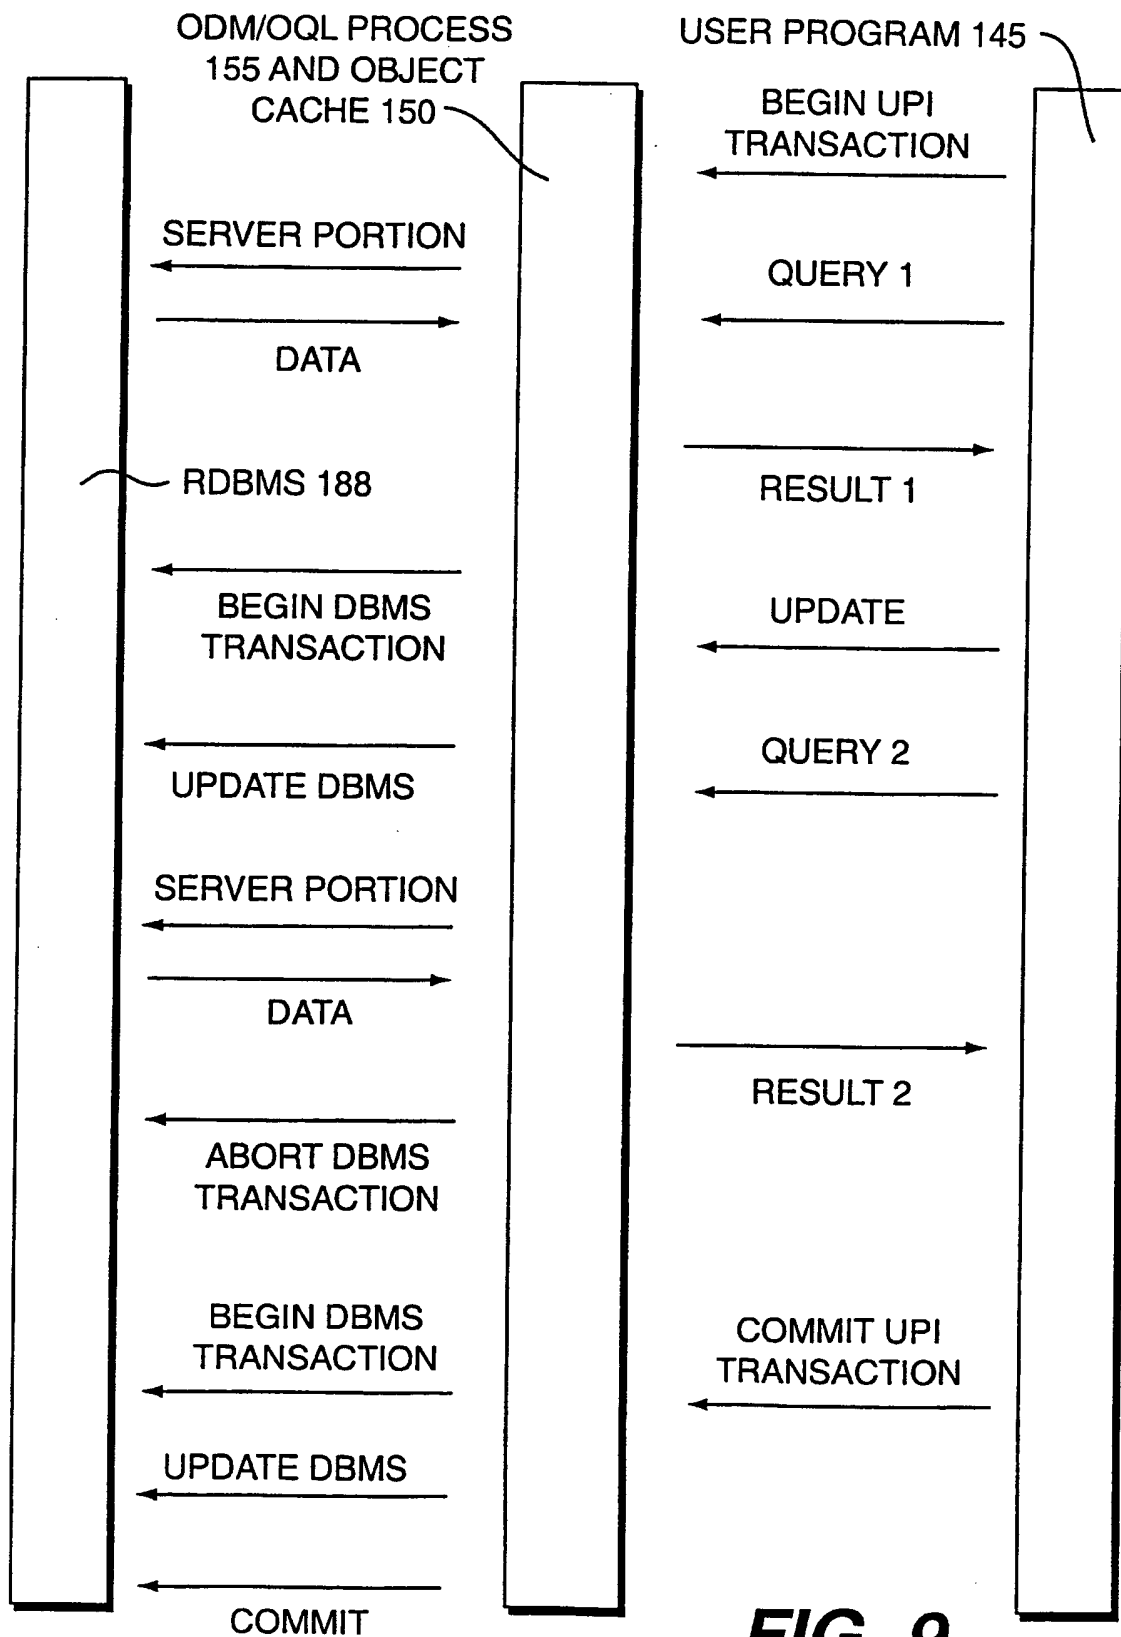 ODM/OQL PROCESS
155 AND OBJECT
CACHE 150
USER PROGRAM 145
BEGIN UPI
TRANSACTION
SERVER PORTION
QUERY 1
DATA
RDBMS 188
RESULT 1
BEGIN DBMS
TRANSACTION
UPDATE
UPDATE DBMS
QUERY 2
SERVER PORTION
DATA
RESULT 2
ABORT DBMS
TRANSACTION
BEGIN DBMS
TRANSACTION
COMMIT UPI
TRANSACTION
UPDATE DBMS
COMMIT
FIG. 9